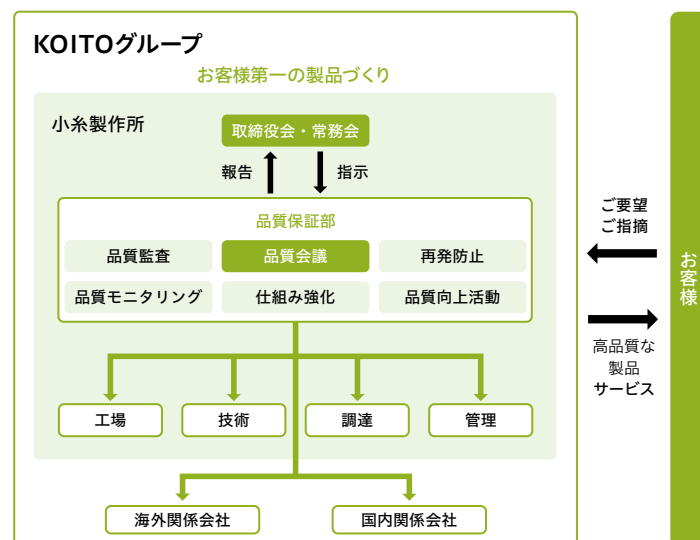 KOITOグループ
お客様第一の製品づくり
小糸製作所
取締役会・常務会
報告
指示
品質保証部
品質監査
品質会議
再発防止
品質モニタリング
仕組み強化
品質向上活動
工場
技術
調達
管理
海外関係会社
国内関係会社
ご要望
ご指摘
高品質な
製品
サービス
お客様